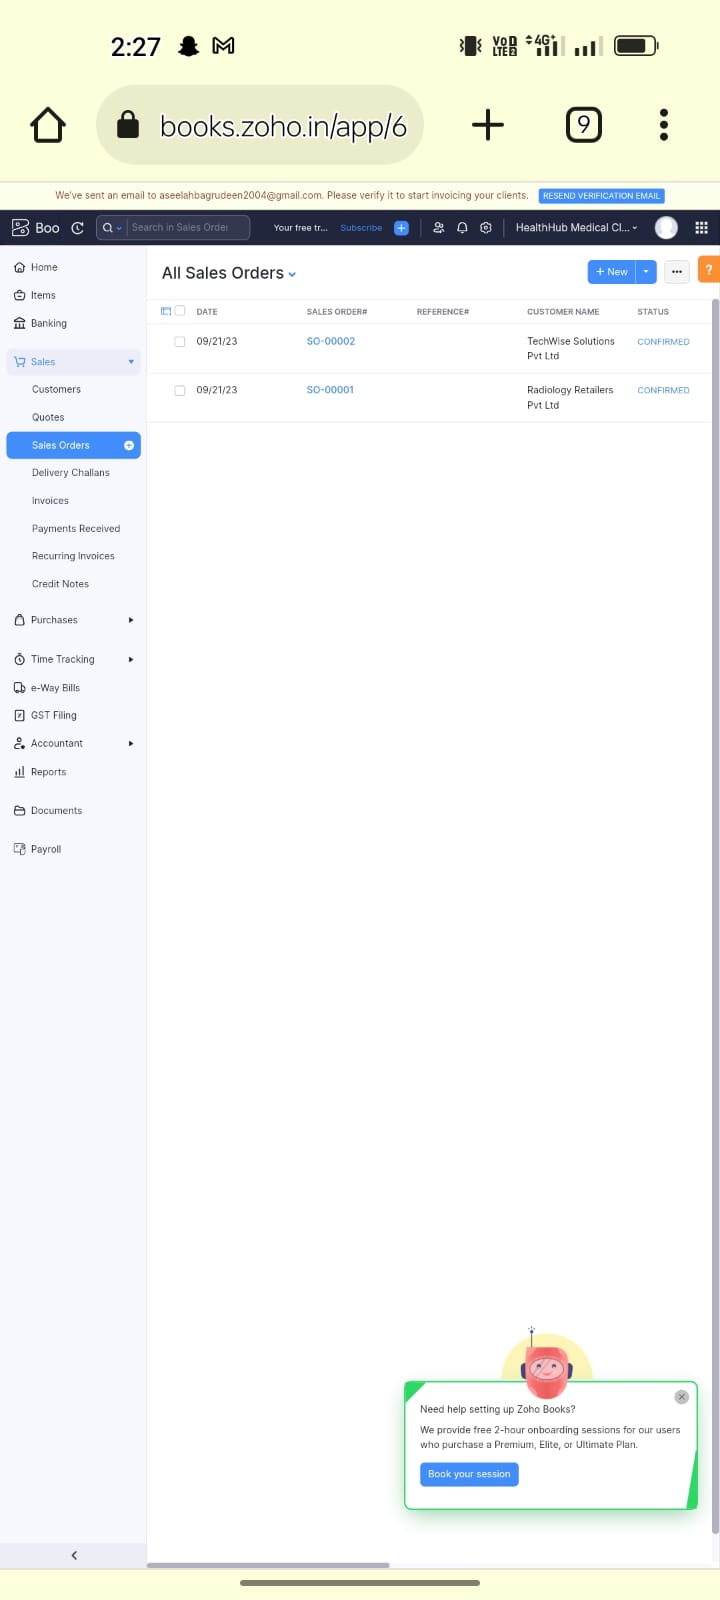 2:27
VoD LTE2 4G+
books.zoho.in/app/6
9
We've sent an email to aseelahbagrudeen2004@gmail.com. Please verify it to start invoicing your clients. RESEND VERIFICATION EMAIL
Boo Search in Sales Order Your free tr... Subscribe HealthHub Medical Cl...
Home
Items
Banking
Sales
Customers
Quotes
Sales Orders
Delivery Challans
Invoices
Payments Received
Recurring Invoices
Credit Notes
Purchases
Time Tracking
e-Way Bills
GST Filing
Accountant
Reports
Documents
Payroll
All Sales Orders + New ... ?
DATE SALES ORDER# REFERENCE# CUSTOMER NAME STATUS
09/21/23 SO-00002 TechWise Solutions CONFIRMED
Pvt Ltd
09/21/23 SO-00001 Radiology Retailers CONFIRMED
Pvt Ltd
Need help setting up Zoho Books?
We provide free 2-hour onboarding sessions for our users
who purchase a Premium, Elite, or Ultimate Plan.
Book your session